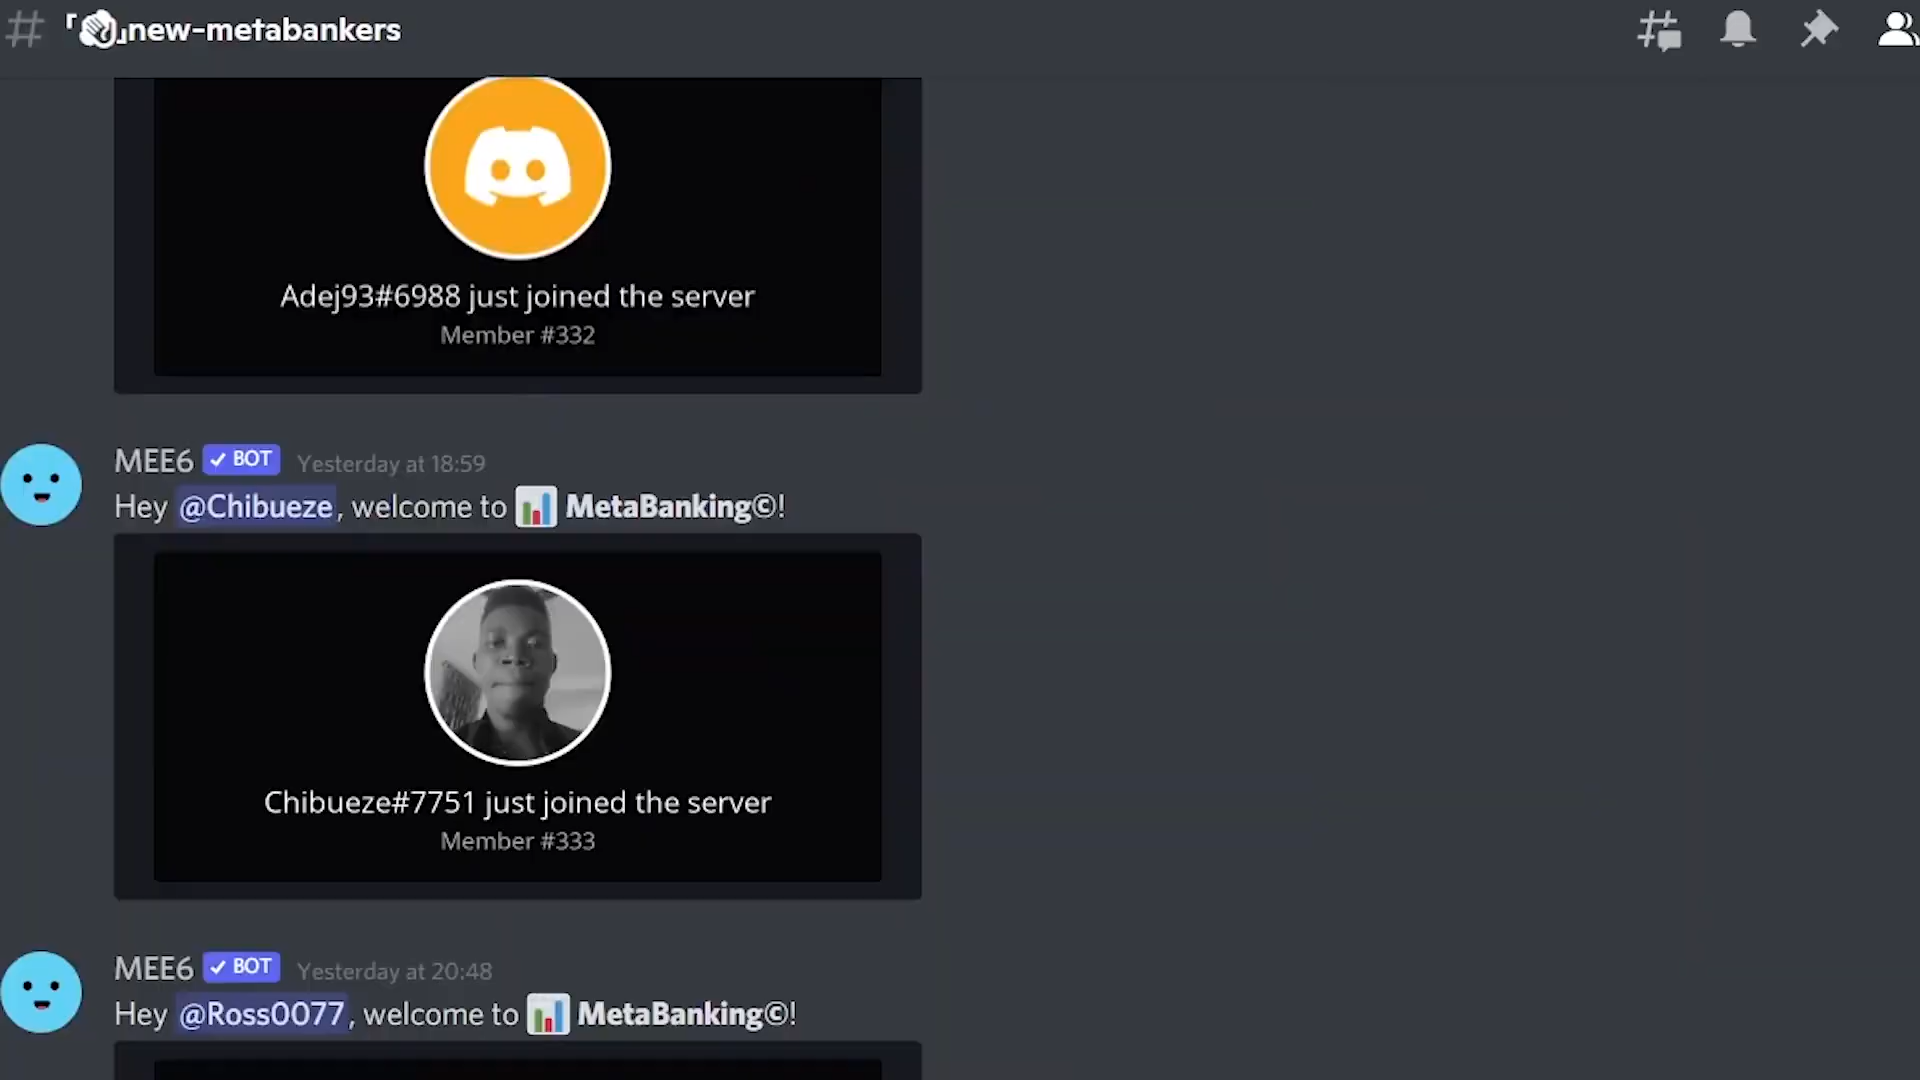 # 「👋」new-metabankers
Adej93#6988 just joined the server
Member #332
MEE6 ✓ BOT Yesterday at 18:59
Hey @Chibueze, welcome to 📊 MetaBanking©!
Chibueze#7751 just joined the server
Member #333
MEE6 ✓ BOT Yesterday at 20:48
Hey @Ross0077, welcome to 📊 MetaBanking©!